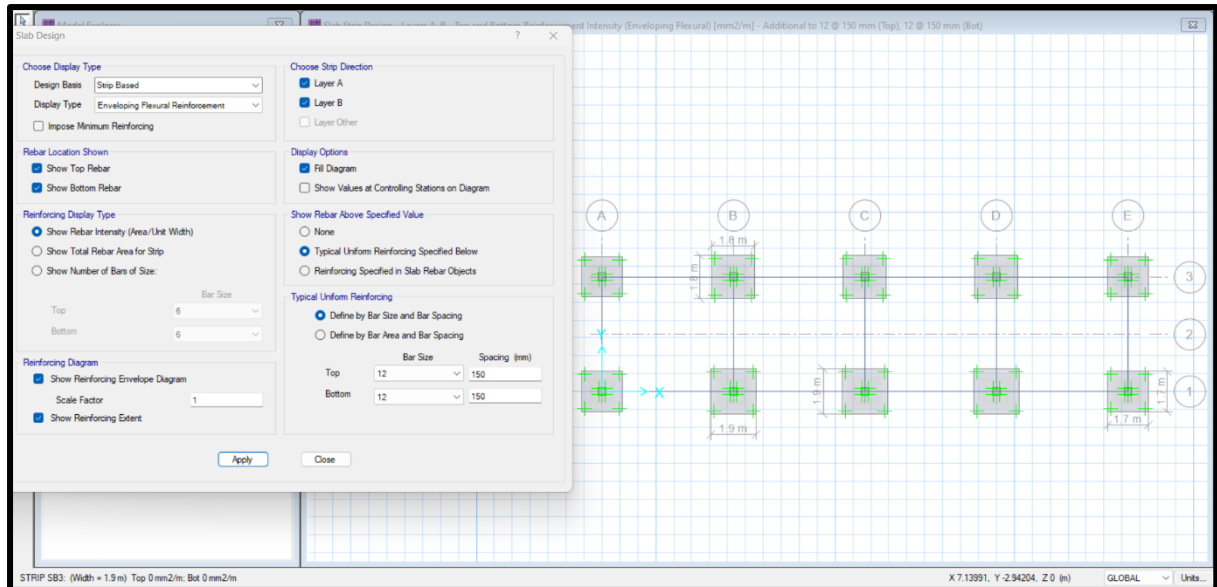 Model Explorer
Slab Strip Design - Layers A, B - Top and Bottom Reinforcement Intensity (Enveloping Flexural) [mm2/m] - Additional to 12 @ 150 mm (Top), 12 @ 150 mm (Bot)
Slab Design
?
Choose Display Type
Design Basis Strip Based
Display Type Enveloping Flexural Reinforcement
Impose Minimum Reinforcing
Choose Strip Direction
Layer A
Layer B
Layer Other
Rebar Location Shown
Show Top Rebar
Show Bottom Rebar
Display Options
Fill Diagram
Show Values at Controlling Stations on Diagram
Reinforcing Display Type
Show Rebar Intensity (Area/Unit Width)
Show Total Rebar Area for Strip
Show Number of Bars of Size:
Bar Size
Top 6
Bottom 6
Show Rebar Above Specified Value
None
Typical Uniform Reinforcing Specified Below
Reinforcing Specified in Slab Rebar Objects
Typical Uniform Reinforcing
Define by Bar Size and Bar Spacing
Define by Bar Area and Bar Spacing
Bar Size Spacing (mm)
Top 12 150
Bottom 12 150
Reinforcing Diagram
Show Reinforcing Envelope Diagram
Scale Factor 1
Show Reinforcing Extent
Apply Close
A B C D E
1.8 m
1.8 m
3
Y
2
X
1.9 m
1.7 m
1
1.9 m
1.7 m
STRIP SB3: (Width = 1.9 m) Top 0 mm2/m; Bot 0 mm2/m
X 7.13991, Y -2.94204, Z 0 (m) GLOBAL Units...